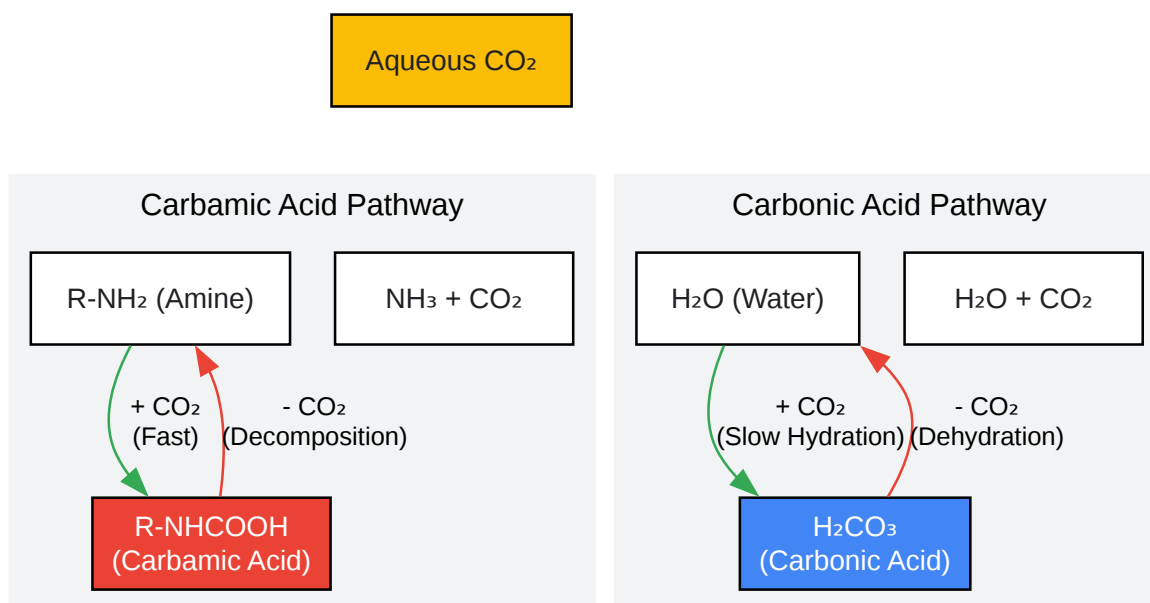 Aqueous CO₂
Carbamic Acid Pathway
R-NH₂ (Amine)
NH₃ + CO₂
+ CO₂
(Fast)
- CO₂
(Decomposition)
R-NHCOOH
(Carbamic Acid)
Carbonic Acid Pathway
H₂O (Water)
H₂O + CO₂
+ CO₂
(Slow Hydration)
- CO₂
(Dehydration)
H₂CO₃
(Carbonic Acid)